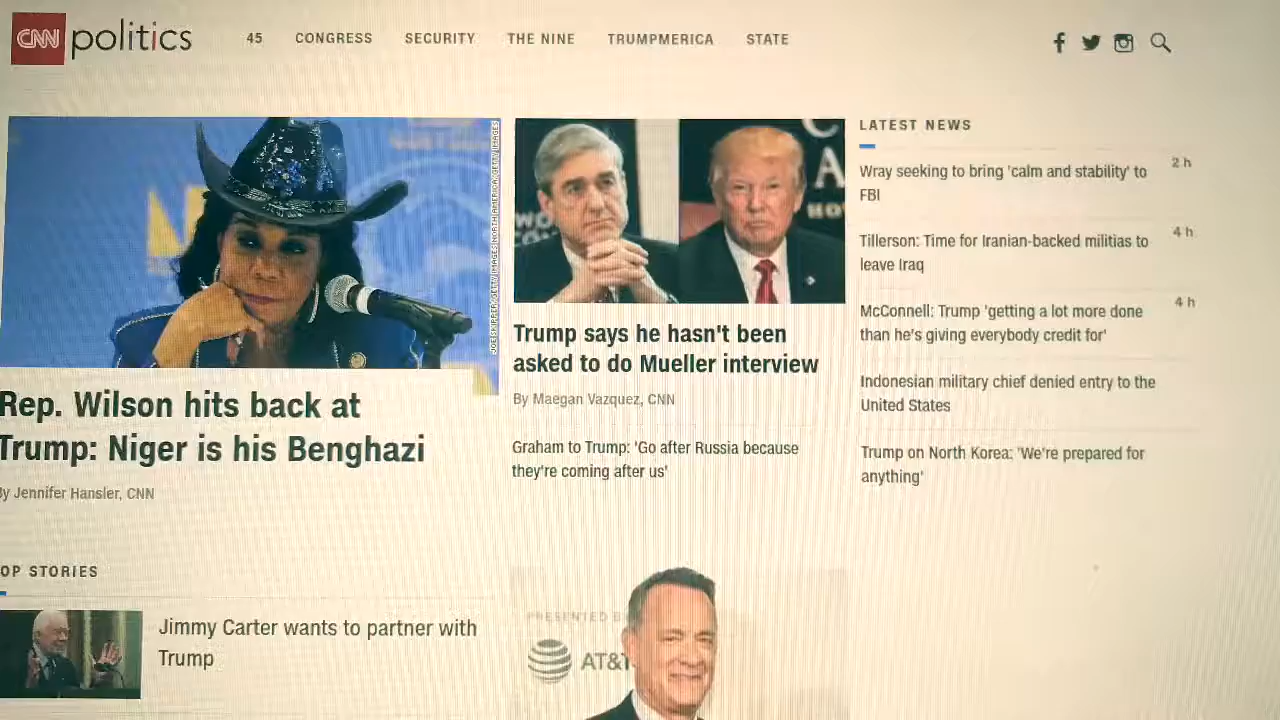 CNN politics
45 CONGRESS SECURITY THE NINE TRUMPMERICA STATE
Rep. Wilson hits back at
Trump: Niger is his Benghazi
By Jennifer Hansler, CNN
OP STORIES
Jimmy Carter wants to partner with
Trump
Trump says he hasn't been
asked to do Mueller interview
By Maegan Vazquez, CNN
Graham to Trump: 'Go after Russia because
they're coming after us'
PRESENTED B
AT&T
LATEST NEWS
Wray seeking to bring 'calm and stability' to
FBI
2 h
Tillerson: Time for Iranian-backed militias to
leave Iraq
4 h
McConnell: Trump 'getting a lot more done
than he's giving everybody credit for'
4 h
Indonesian military chief denied entry to the
United States
Trump on North Korea: 'We're prepared for
anything'